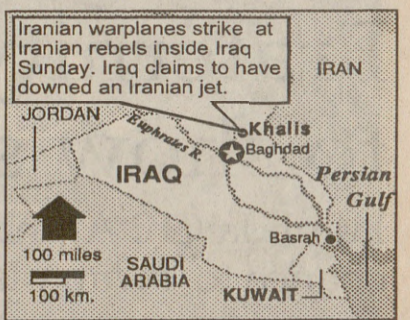 Iranian warplanes strike at
Iranian rebels inside Iraq
Sunday. Iraq claims to have
downed an Iranian jet.
IRAN
JORDAN
Euphrates R.
Khalis
Baghdad
IRAQ
Persian
Gulf
Basrah
100 miles
100 km.
SAUDI
ARABIA
KUWAIT